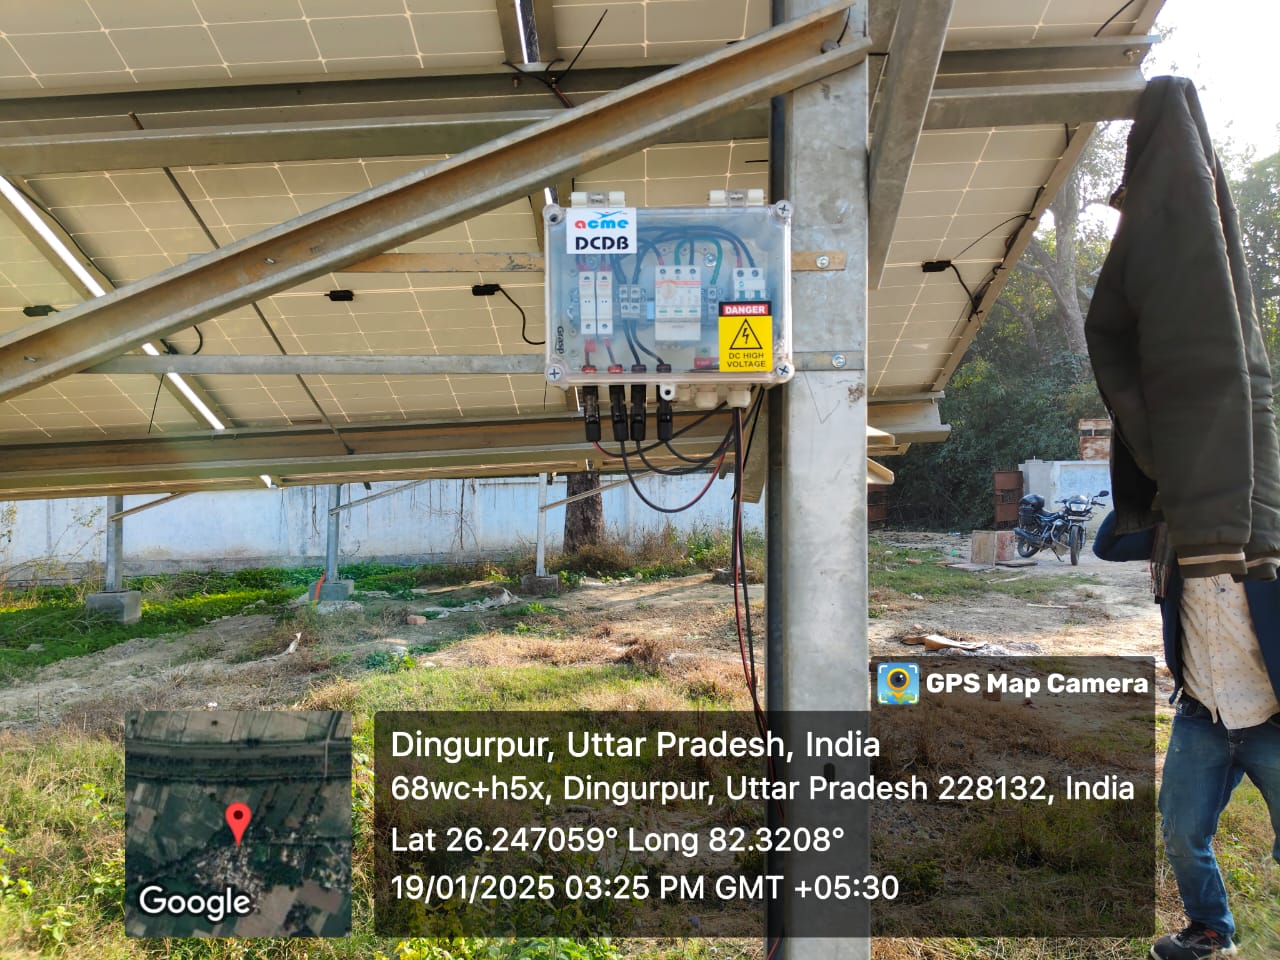 acme
DCDB
DANGER
DC HIGH
VOLTAGE
GPS Map Camera
Dingurpur, Uttar Pradesh, India
68wc+h5x, Dingurpur, Uttar Pradesh 228132, India
Lat 26.247059° Long 82.3208°
19/01/2025 03:25 PM GMT +05:30
Google